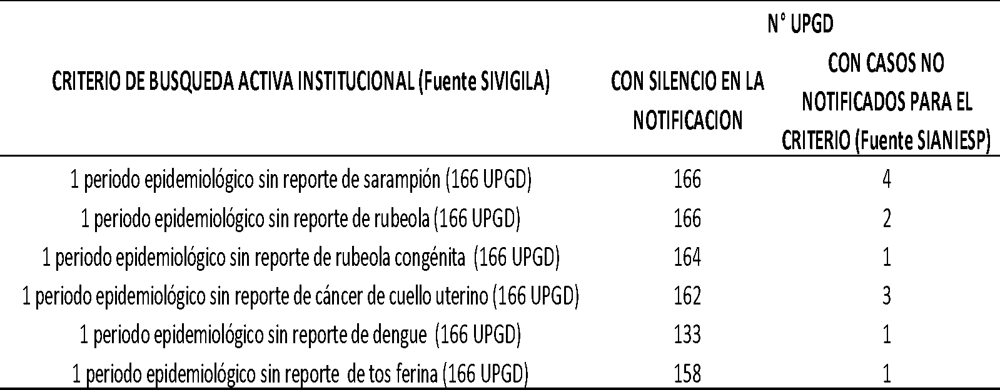 N° UPGD
CRITERIO DE BUSQUEDA ACTIVA INSTITUCIONAL (Fuente SIVIGILA)
CON SILENCIO EN LA
NOTIFICACION
CON CASOS NO
NOTIFICADOS PARA EL
CRITERIO (Fuente SIANIESP)
1 periodo epidemiológico sin reporte de sarampión (166 UPGD) 166 4
1 periodo epidemiológico sin reporte de rubeola (166 UPGD) 166 2
1 periodo epidemiológico sin reporte de rubeola congénita (166 UPGD) 164 1
1 periodo epidemiológico sin reporte de cáncer de cuello uterino (166 UPGD) 162 3
1 periodo epidemiológico sin reporte de dengue (166 UPGD) 133 1
1 periodo epidemiológico sin reporte de tos ferina (166 UPGD) 158 1